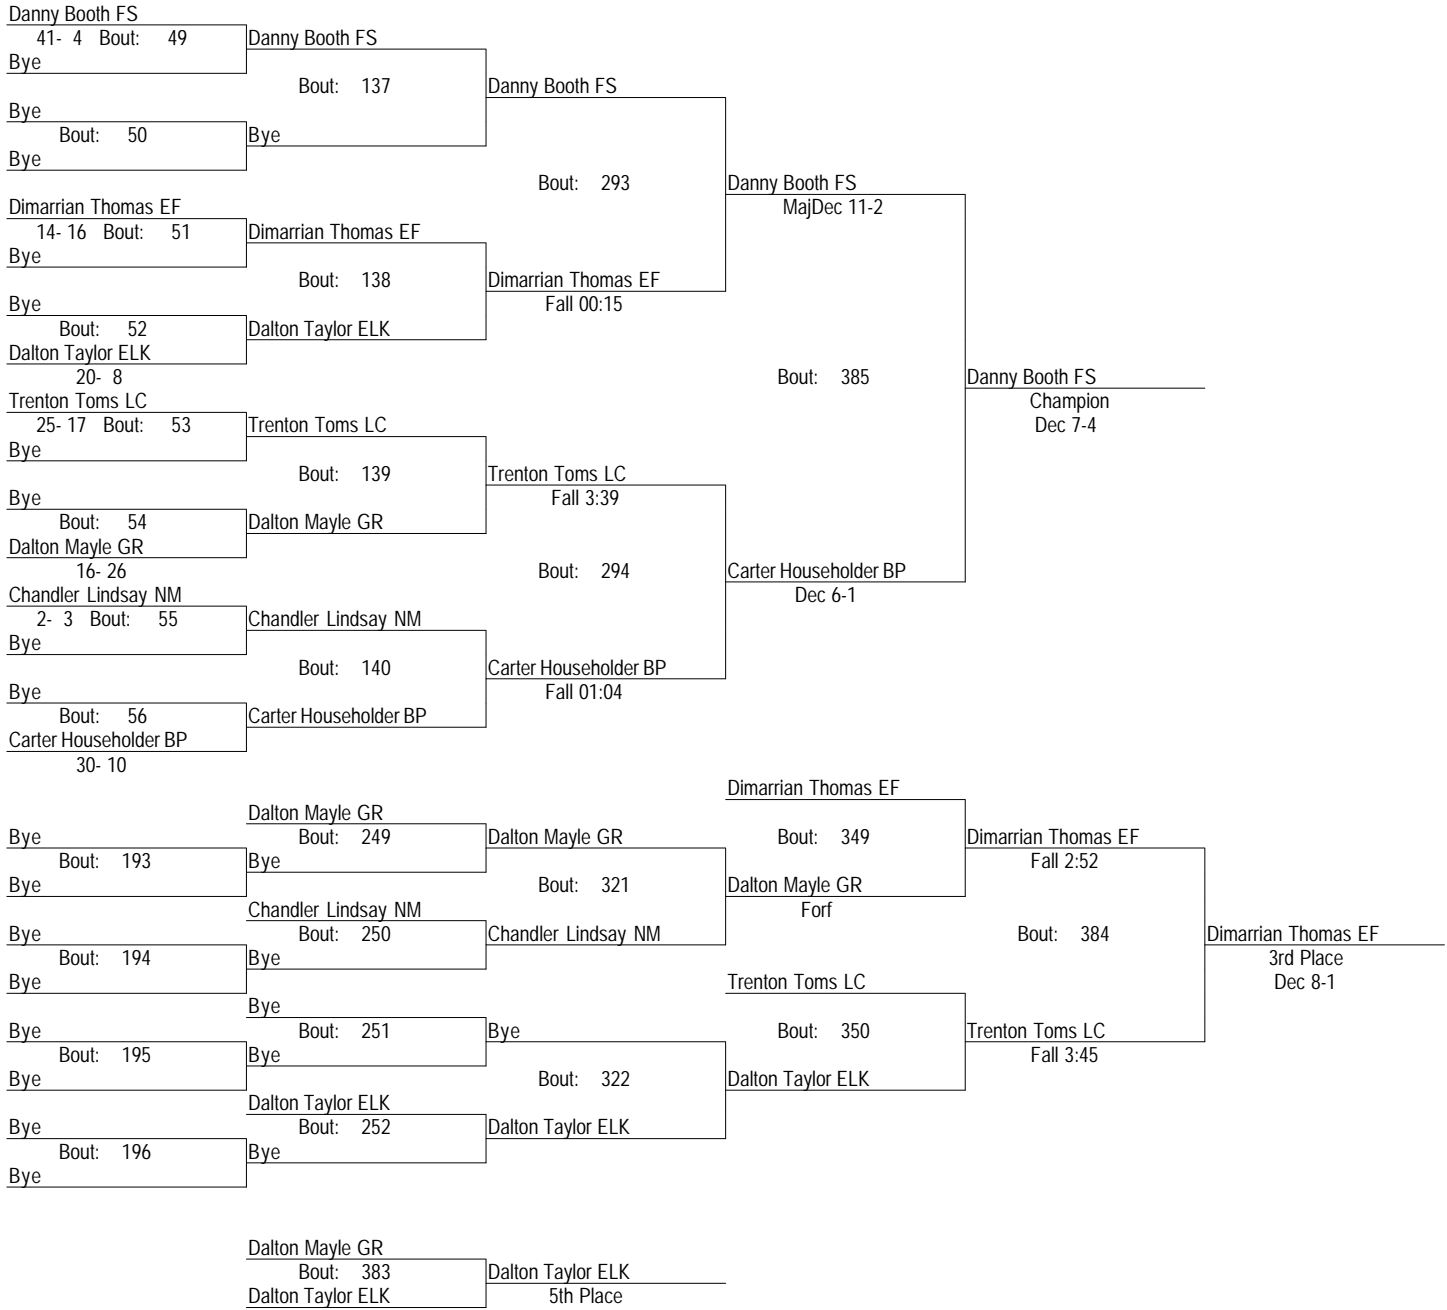 Danny Booth FS
41- 4 Bout: 49 Danny Booth FS
Bye
Bout: 137 Danny Booth FS
Bye
Bout: 50 Bye
Bye
Bout: 293 Danny Booth FS
Dimarrian Thomas EF MajDec 11-2
14- 16 Bout: 51 Dimarrian Thomas EF
Bye
Bout: 138 Dimarrian Thomas EF
Bye Fall 00:15
Bout: 52 Dalton Taylor ELK
Dalton Taylor ELK
20- 8 Bout: 385 Danny Booth FS
Trenton Toms LC Champion
25- 17 Bout: 53 Trenton Toms LC Dec 7-4
Bye
Bout: 139 Trenton Toms LC
Bye Fall 3:39
Bout: 54 Dalton Mayle GR
Dalton Mayle GR
16- 26 Bout: 294 Carter Householder BP
Chandler Lindsay NM Dec 6-1
2- 3 Bout: 55 Chandler Lindsay NM
Bye
Bout: 140 Carter Householder BP
Bye Fall 01:04
Bout: 56 Carter Householder BP
Carter Householder BP
30- 10
Dimarrian Thomas EF
Dalton Mayle GR
Bye Bout: 249 Dalton Mayle GR Bout: 349 Dimarrian Thomas EF
Bout: 193 Bye Fall 2:52
Bye Bout: 321 Dalton Mayle GR
Chandler Lindsay NM Forf
Bye Bout: 250 Chandler Lindsay NM Bout: 384 Dimarrian Thomas EF
Bout: 194 Bye 3rd Place
Bye Trenton Toms LC Dec 8-1
Bye
Bye Bout: 251 Bye Bout: 350 Trenton Toms LC
Bout: 195 Bye Fall 3:45
Bye Bout: 322 Dalton Taylor ELK
Dalton Taylor ELK
Bye Bout: 252 Dalton Taylor ELK
Bout: 196 Bye
Bye
Dalton Mayle GR
Bout: 383 Dalton Taylor ELK
Dalton Taylor ELK 5th Place